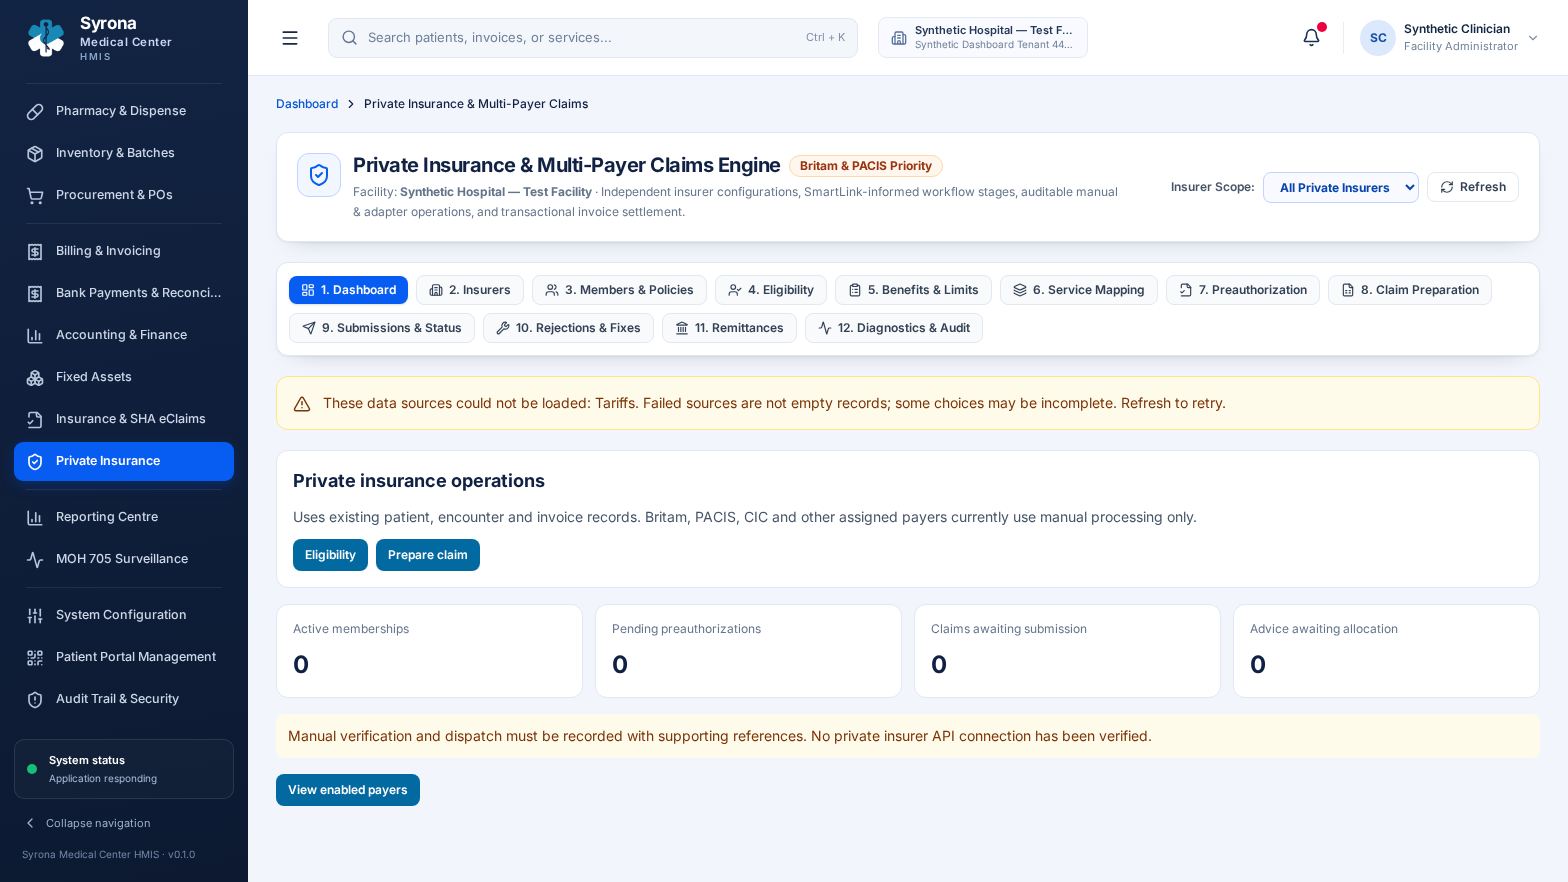 Syrona
Medical Center
HMIS
Pharmacy & Dispense
Inventory & Batches
Procurement & POs
Billing & Invoicing
Bank Payments & Reconci...
Accounting & Finance
Fixed Assets
Insurance & SHA eClaims
Private Insurance
Reporting Centre
MOH 705 Surveillance
System Configuration
Patient Portal Management
Audit Trail & Security
System status
Application responding
Collapse navigation
Syrona Medical Center HMIS · v0.1.0
Search patients, invoices, or services...
Ctrl + K
Synthetic Hospital — Test F...
Synthetic Dashboard Tenant 44...
SC
Synthetic Clinician
Facility Administrator
Dashboard
Private Insurance & Multi-Payer Claims
Private Insurance & Multi-Payer Claims Engine
Britam & PACIS Priority
Facility: Synthetic Hospital — Test Facility · Independent insurer configurations, SmartLink-informed workflow stages, auditable manual
& adapter operations, and transactional invoice settlement.
Insurer Scope:
All Private Insurers
Refresh
1. Dashboard
2. Insurers
3. Members & Policies
4. Eligibility
5. Benefits & Limits
6. Service Mapping
7. Preauthorization
8. Claim Preparation
9. Submissions & Status
10. Rejections & Fixes
11. Remittances
12. Diagnostics & Audit
These data sources could not be loaded: Tariffs. Failed sources are not empty records; some choices may be incomplete. Refresh to retry.
Private insurance operations
Uses existing patient, encounter and invoice records. Britam, PACIS, CIC and other assigned payers currently use manual processing only.
Eligibility
Prepare claim
Active memberships
0
Pending preauthorizations
0
Claims awaiting submission
0
Advice awaiting allocation
0
Manual verification and dispatch must be recorded with supporting references. No private insurer API connection has been verified.
View enabled payers